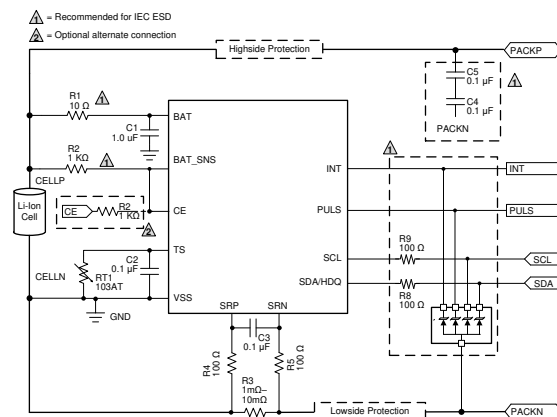 1 = Recommended for IEC ESD
2 = Optional alternate connection
Highside Protection
PACKP
C5
0.1 µF
C4
0.1 µF
PACKN
1
R1
10 Ω
1
BAT
C1
1.0 uF
R2
1 KΩ
1
BAT_SNS
CELLP
Li-Ion
Cell
CE
R2
1 KΩ
2
CE
TS
C2
0.1 µF
RT1
103AT
CELLN
VSS
GND
SRP
SRN
C3
0.1 µF
R4
100 Ω
R5
100 Ω
R3
1mΩ–
10mΩ
1
INT
INT
PULS
PULS
SCL
R9
100 Ω
SCL
SDA/HDQ
R8
100 Ω
SDA
Lowside Protection
PACKN